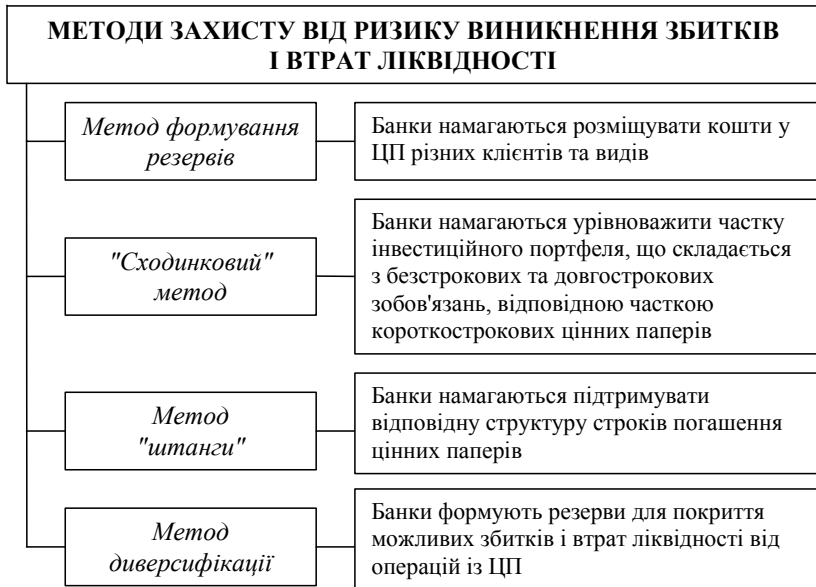 МЕТОДИ ЗАХИСТУ ВІД РИЗИКУ ВИНИКНЕННЯ ЗБИТКІВ
І ВТРАТ ЛІКВІДНОСТІ
Метод формування
резервів
Банки намагаються розміщувати кошти у
ЦП різних клієнтів та видів
"Сходинковий"
метод
Банки намагаються урівноважити частку
інвестиційного портфеля, що складається
з безстрокових та довгострокових
зобов'язань, відповідною часткою
короткострокових цінних паперів
Метод
"штанги"
Банки намагаються підтримувати
відповідну структуру строків погашення
цінних паперів
Метод
диверсифікації
Банки формують резерви для покриття
можливих збитків і втрат ліквідності від
операцій із ЦП